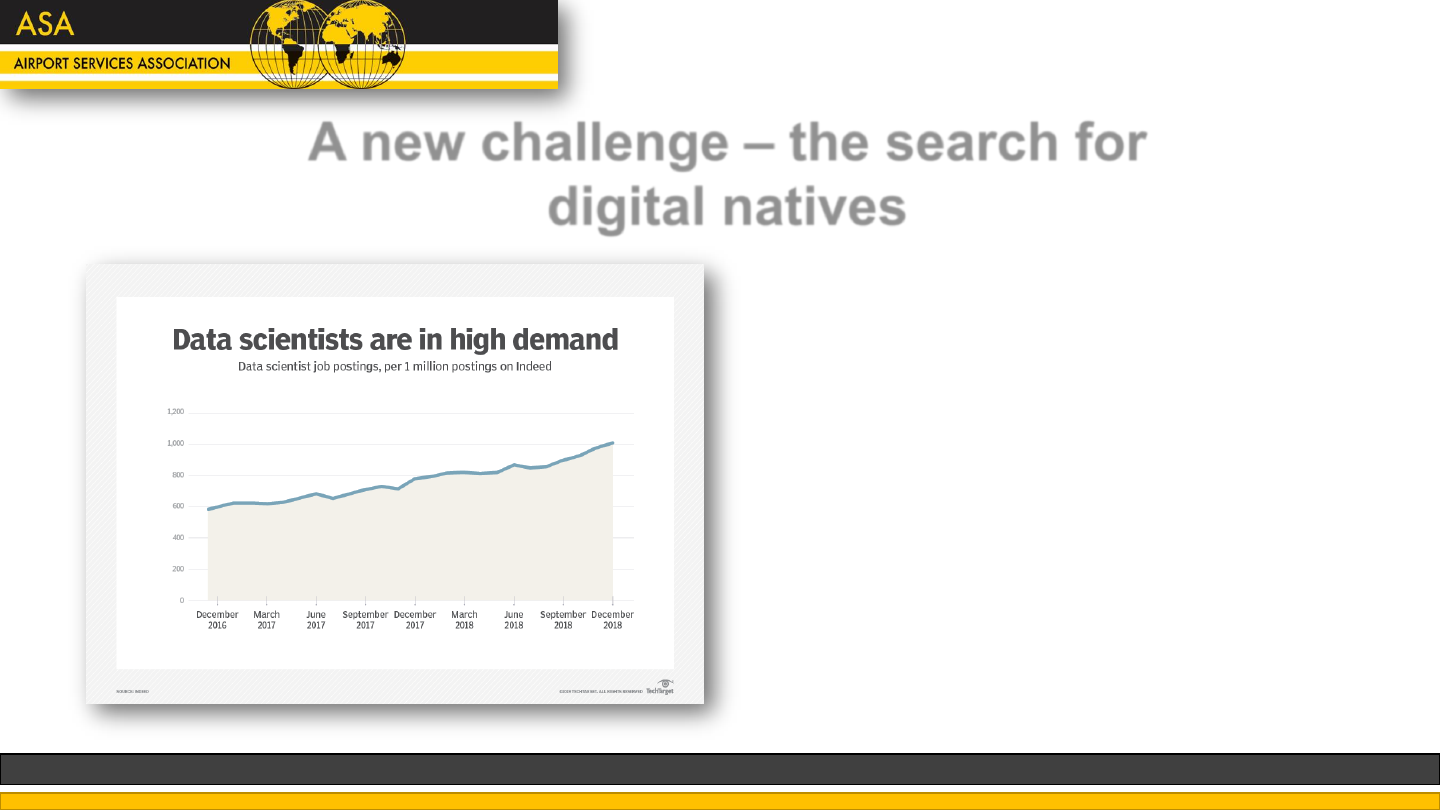 ASA
AIRPORT SERVICES ASSOCIATION
A new challenge – the search for
digital natives
Data scientists are in high demand
Data scientist job postings, per 1 million postings on Indeed
1,200
1,000
800
600
400
200
0
December March June September December March June September December
2016 2017 2017 2017 2017 2018 2018 2018 2018
SOURCE: INDEED
TECHTARGET. ALL RIGHTS RESERVED TechTarget